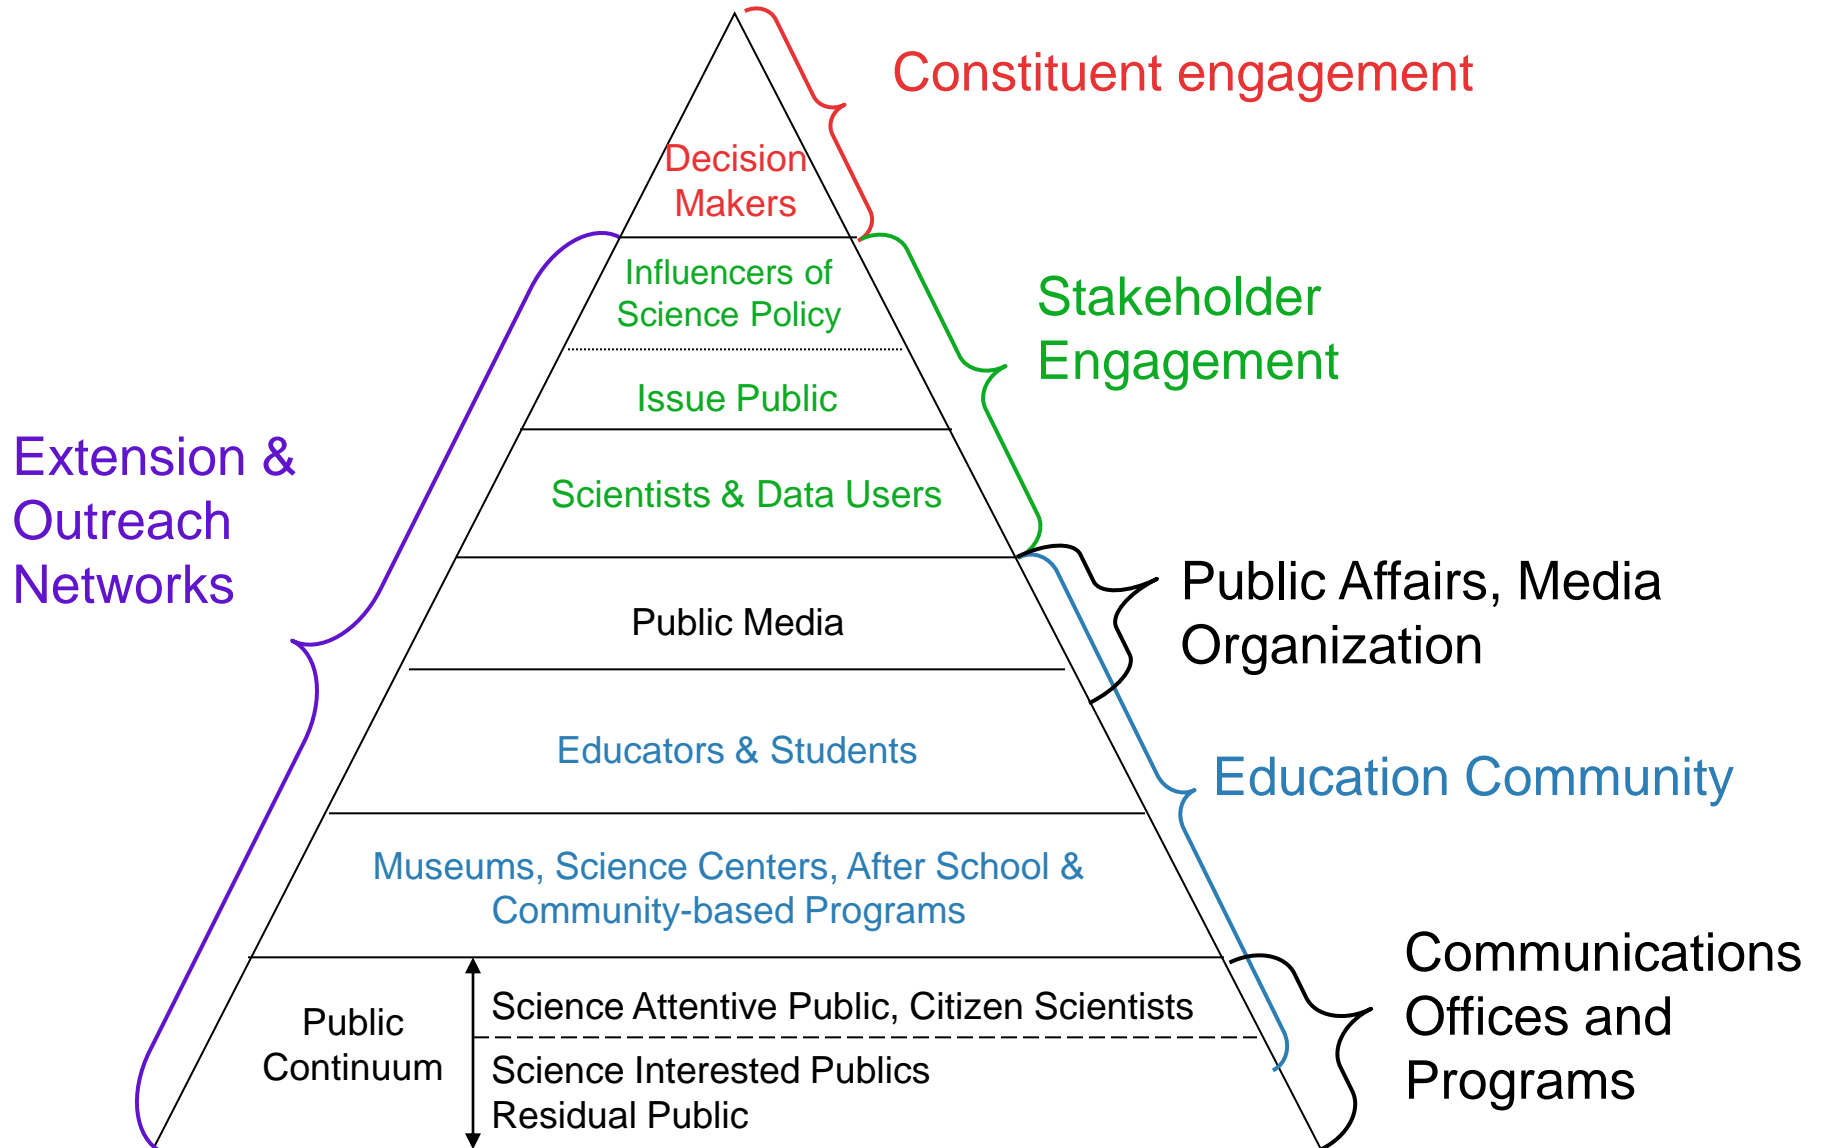 Constituent engagement
Decision
Makers
Influencers of
Science Policy
Stakeholder
Engagement
Issue Public
Extension &
Outreach
Networks
Scientists & Data Users
Public Media
Public Affairs, Media
Organization
Educators & Students
Education Community
Museums, Science Centers, After School &
Community-based Programs
Communications
Offices and
Programs
Public
Continuum
Science Attentive Public, Citizen Scientists
Science Interested Publics
Residual Public